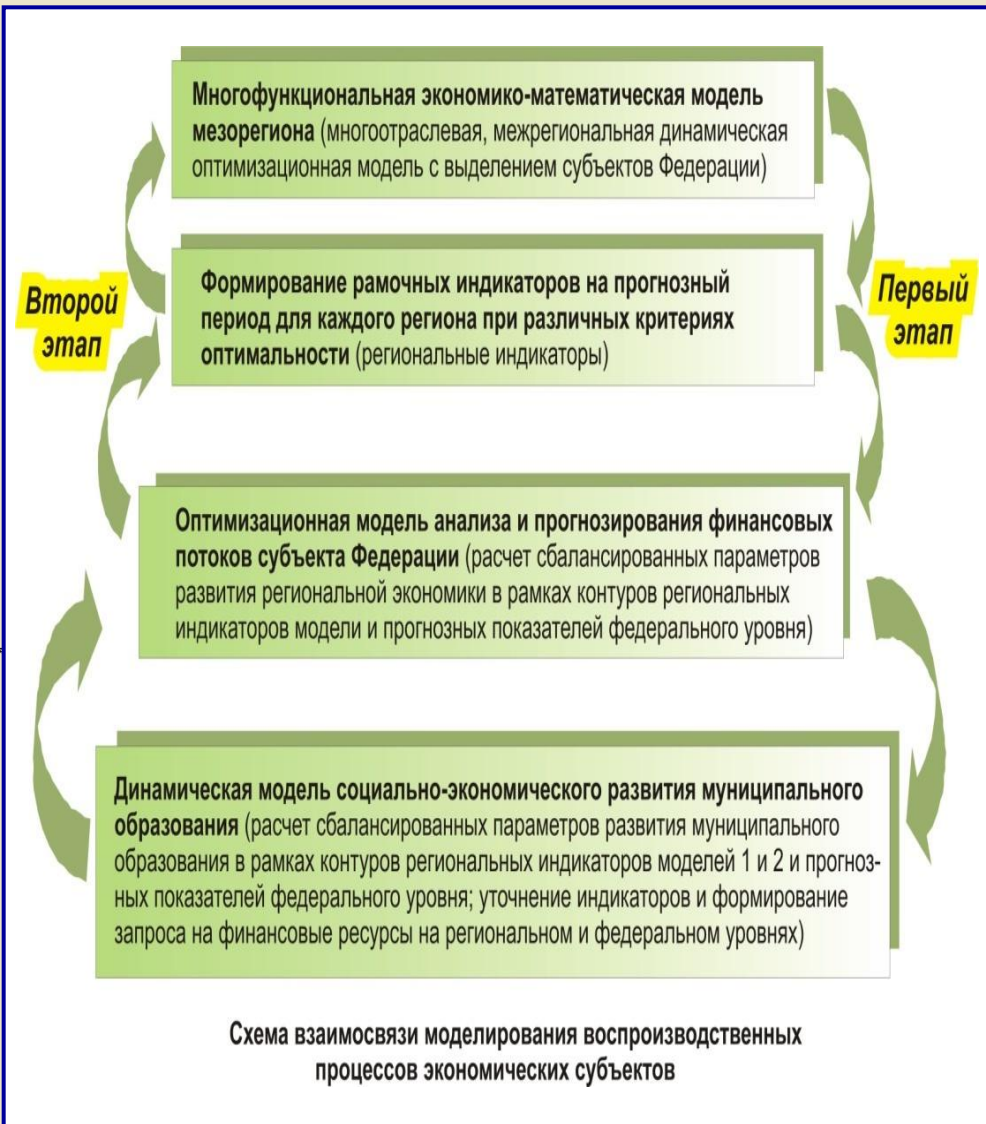 Многофункциональная экономико-математическая модель
мезорегиона (многоотраслевая, межрегиональная динамическая
оптимизационная модель с выделением субъектов Федерации)
Второй
этап
Формирование рамочных индикаторов на прогнозный
период для каждого региона при различных критериях
оптимальности (региональные индикаторы)
Первый
этап
Оптимизационная модель анализа и прогнозирования финансовых
потоков субъекта Федерации (расчет сбалансированных параметров
развития региональной экономики в рамках контуров региональных
индикаторов модели и прогнозных показателей федерального уровня)
Динамическая модель социально-экономического развития муниципального
образования (расчет сбалансированных параметров развития муниципального
образования в рамках контуров региональных индикаторов моделей 1 и 2 и прогноз-
ных показателей федерального уровня; уточнение индикаторов и формирование
запроса на финансовые ресурсы на региональном и федеральном уровнях)
Схема взаимосвязи моделирования воспроизводственных
процессов экономических субъектов